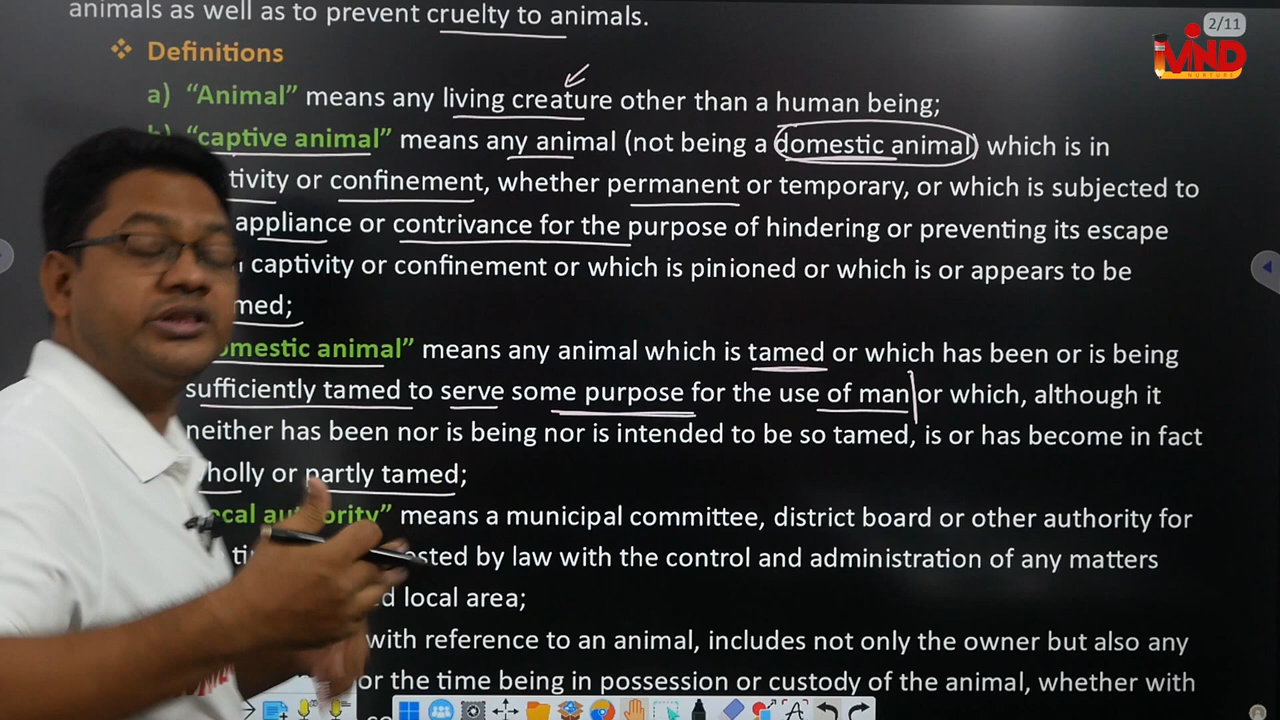 animals as well as to prevent cruelty to animals.
2/11
MIND
NURTURE
❖ Definitions
a) “Animal” means any living creature other than a human being;
“captive animal” means any animal (not being a domestic animal) which is in
tivity or confinement, whether permanent or temporary, or which is subjected to
appliance or contrivance for the purpose of hindering or preventing its escape
captivity or confinement or which is pinioned or which is or appears to be
med;
omestic animal” means any animal which is tamed or which has been or is being
sufficiently tamed to serve some purpose for the use of man or which, although it
neither has been nor is being nor is intended to be so tamed, is or has become in fact
wholly or partly tamed;
ocal authority” means a municipal committee, district board or other authority for
ti ested by law with the control and administration of any matters
d local area;
with reference to an animal, includes not only the owner but also any
or the time being in possession or custody of the animal, whether with